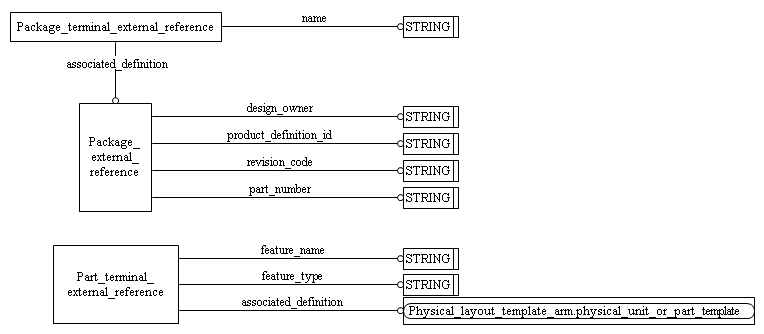 name
Package_terminal_external_reference
STRING
associated_definition
design_owner
STRING
product_definition_id
STRING
Package_
external_
reference
revision_code
STRING
part_number
STRING
feature_name
STRING
Part_terminal_
external_reference
feature_type
STRING
associated_definition
Physical_layout_template_arm.physical_unit_or_part_template